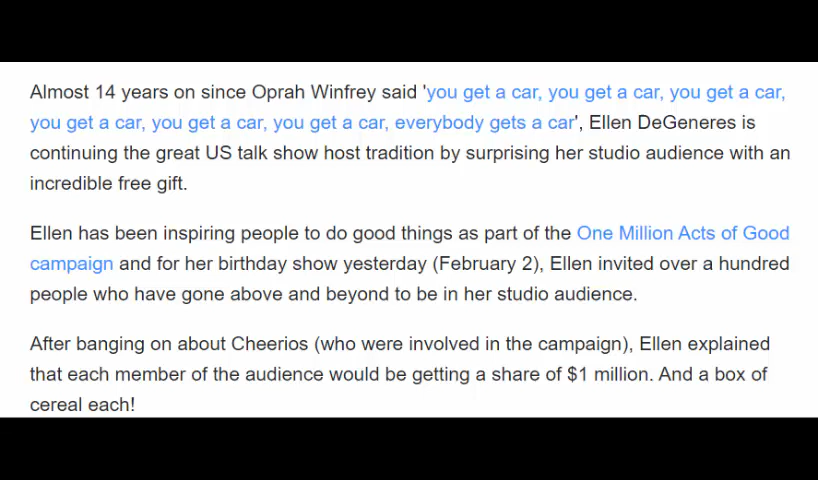 Almost 14 years on since Oprah Winfrey said 'you get a car, you get a car, you get a car,
you get a car, you get a car, you get a car, everybody gets a car', Ellen DeGeneres is
continuing the great US talk show host tradition by surprising her studio audience with an
incredible free gift.
Ellen has been inspiring people to do good things as part of the One Million Acts of Good
campaign and for her birthday show yesterday (February 2), Ellen invited over a hundred
people who have gone above and beyond to be in her studio audience.
After banging on about Cheerios (who were involved in the campaign), Ellen explained
that each member of the audience would be getting a share of $1 million. And a box of
cereal each!